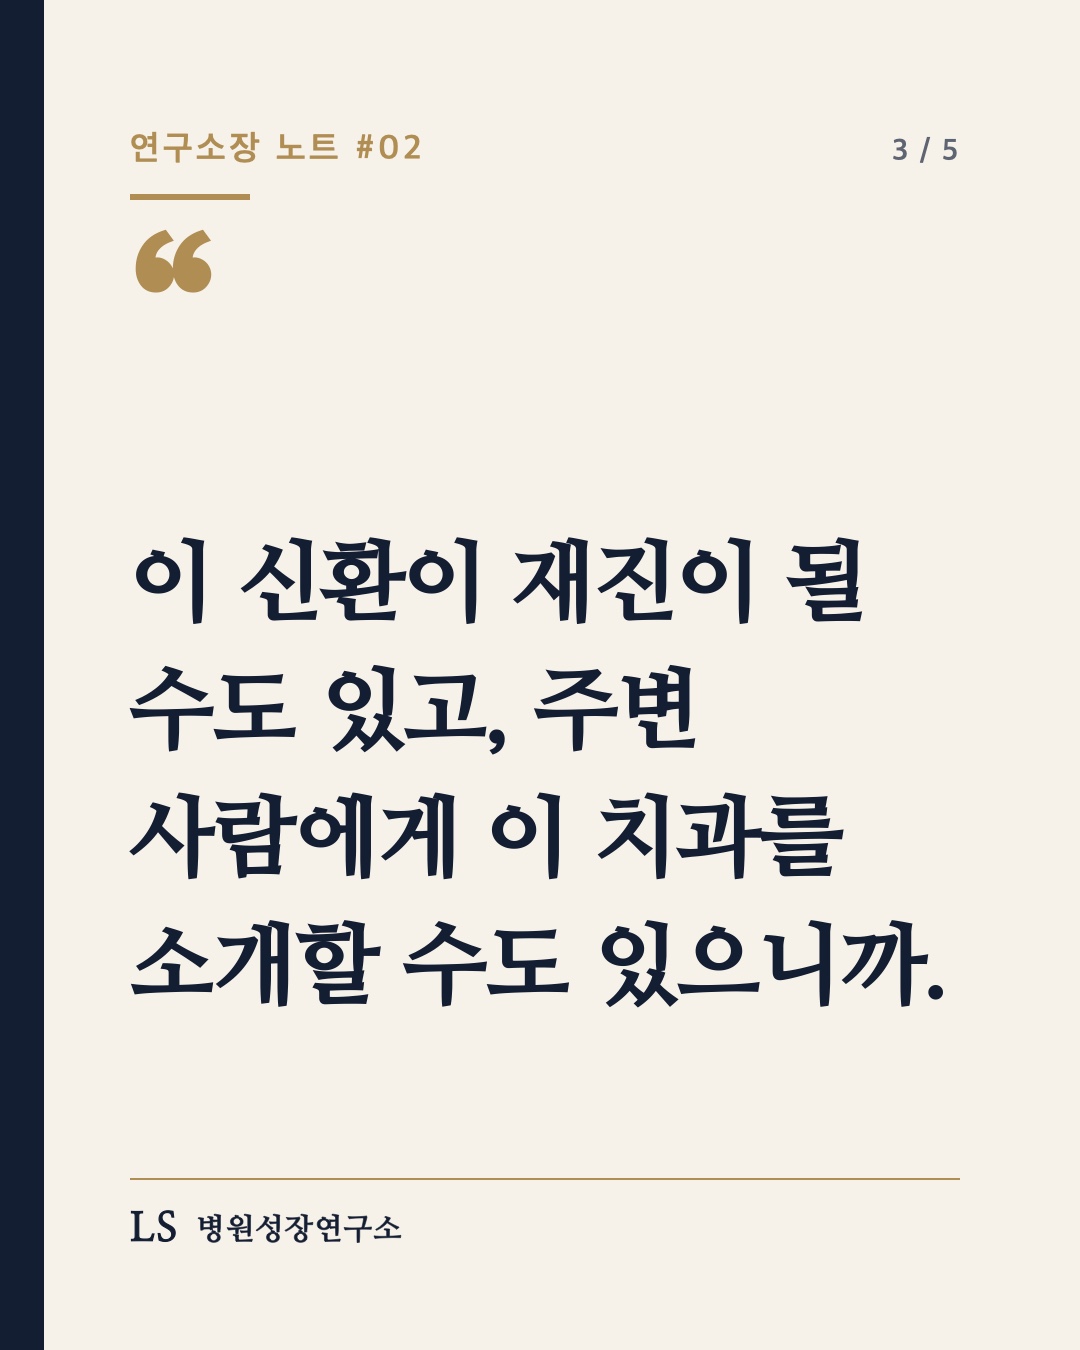 연구소장 노트 #02
3 / 5
“
이 신환이 재진이 될
수도 있고, 주변
사람에게 이 치과를
소개할 수도 있으니까.
LS 병원성장연구소